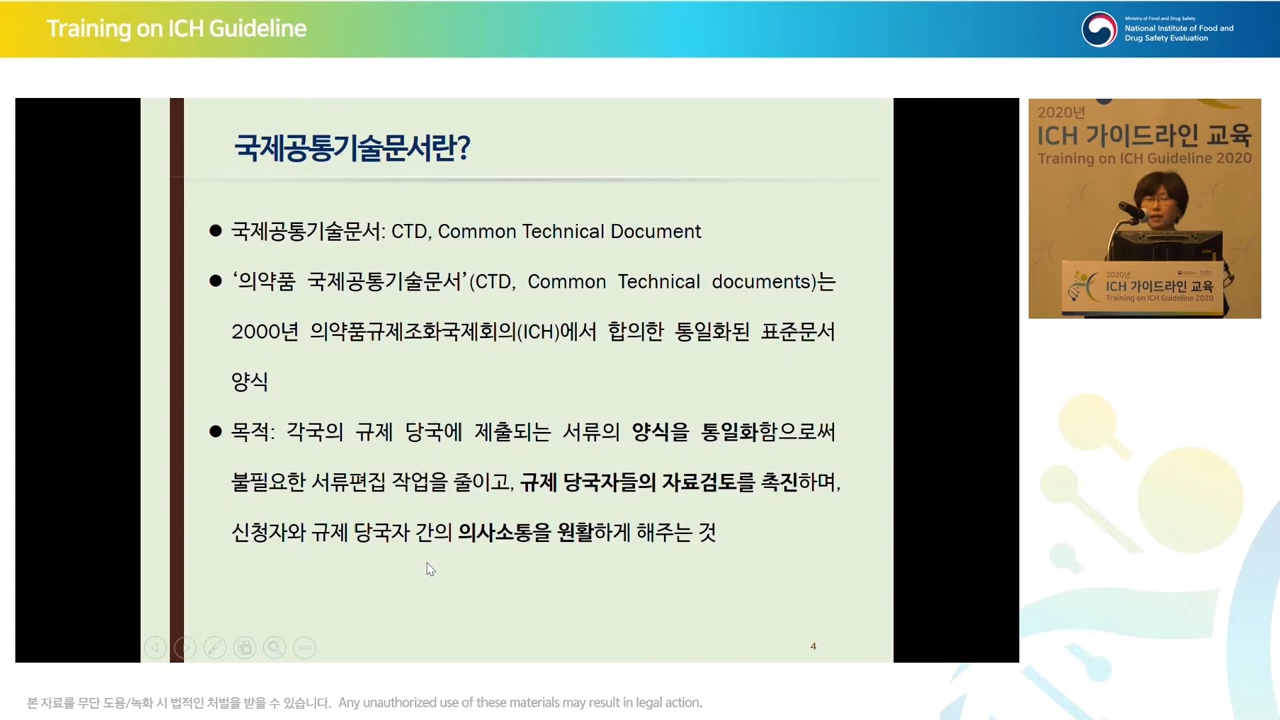 Training on ICH Guideline
Ministry of Food and Drug Safety
National Institute of Food and
Drug Safety Evaluation
국제공통기술문서란?
● 국제공통기술문서: CTD, Common Technical Document
● ‘의약품 국제공통기술문서’(CTD, Common Technical documents)는
2000년 의약품규제조화국제회의(ICH)에서 합의한 통일화된 표준문서
양식
● 목적: 각국의 규제 당국에 제출되는 서류의 양식을 통일화함으로써
불필요한 서류편집 작업을 줄이고, 규제 당국자들의 자료검토를 촉진하며,
신청자와 규제 당국자 간의 의사소통을 원활하게 해주는 것
4
2020년
ICH 가이드라인 교육
Training on ICH Guideline 2020
2020년
ICH 가이드라인 교육
Training on ICH Guideline 2020
본 자료를 무단 도용/녹화 시 법적인 처벌을 받을 수 있습니다. Any unauthorized use of these materials may result in legal action.